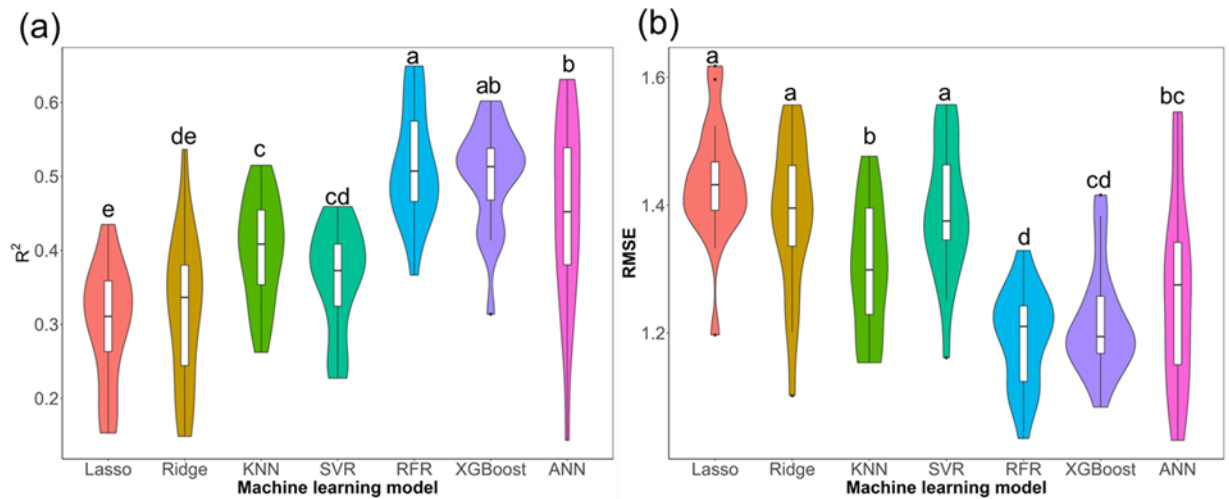 (a)
R²
0.6
0.5
0.4
0.3
0.2
e
de
c
cd
a
ab
b
Lasso Ridge KNN SVR RFR XGBoost ANN
Machine learning model
(b)
RMSE
1.6
1.4
1.2
a
a
b
a
d
cd
bc
Lasso Ridge KNN SVR RFR XGBoost ANN
Machine learning model